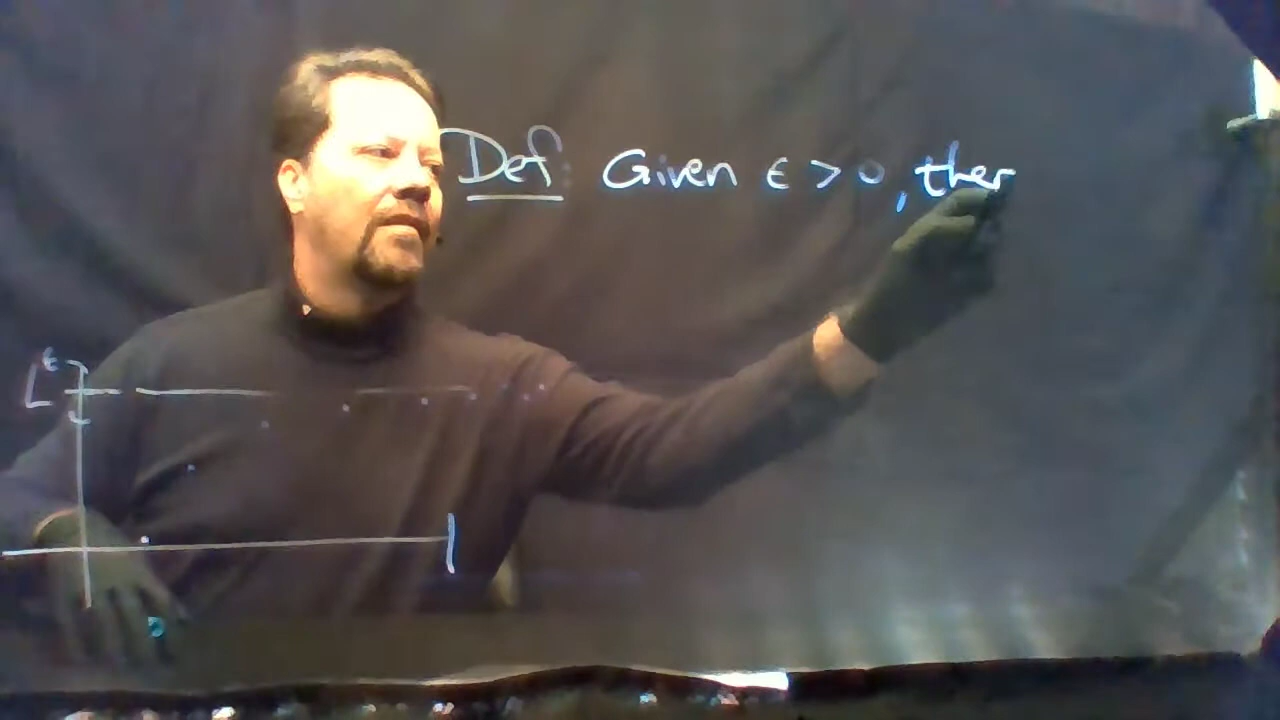 Def: Given ϵ > 0, ther
L ϵ